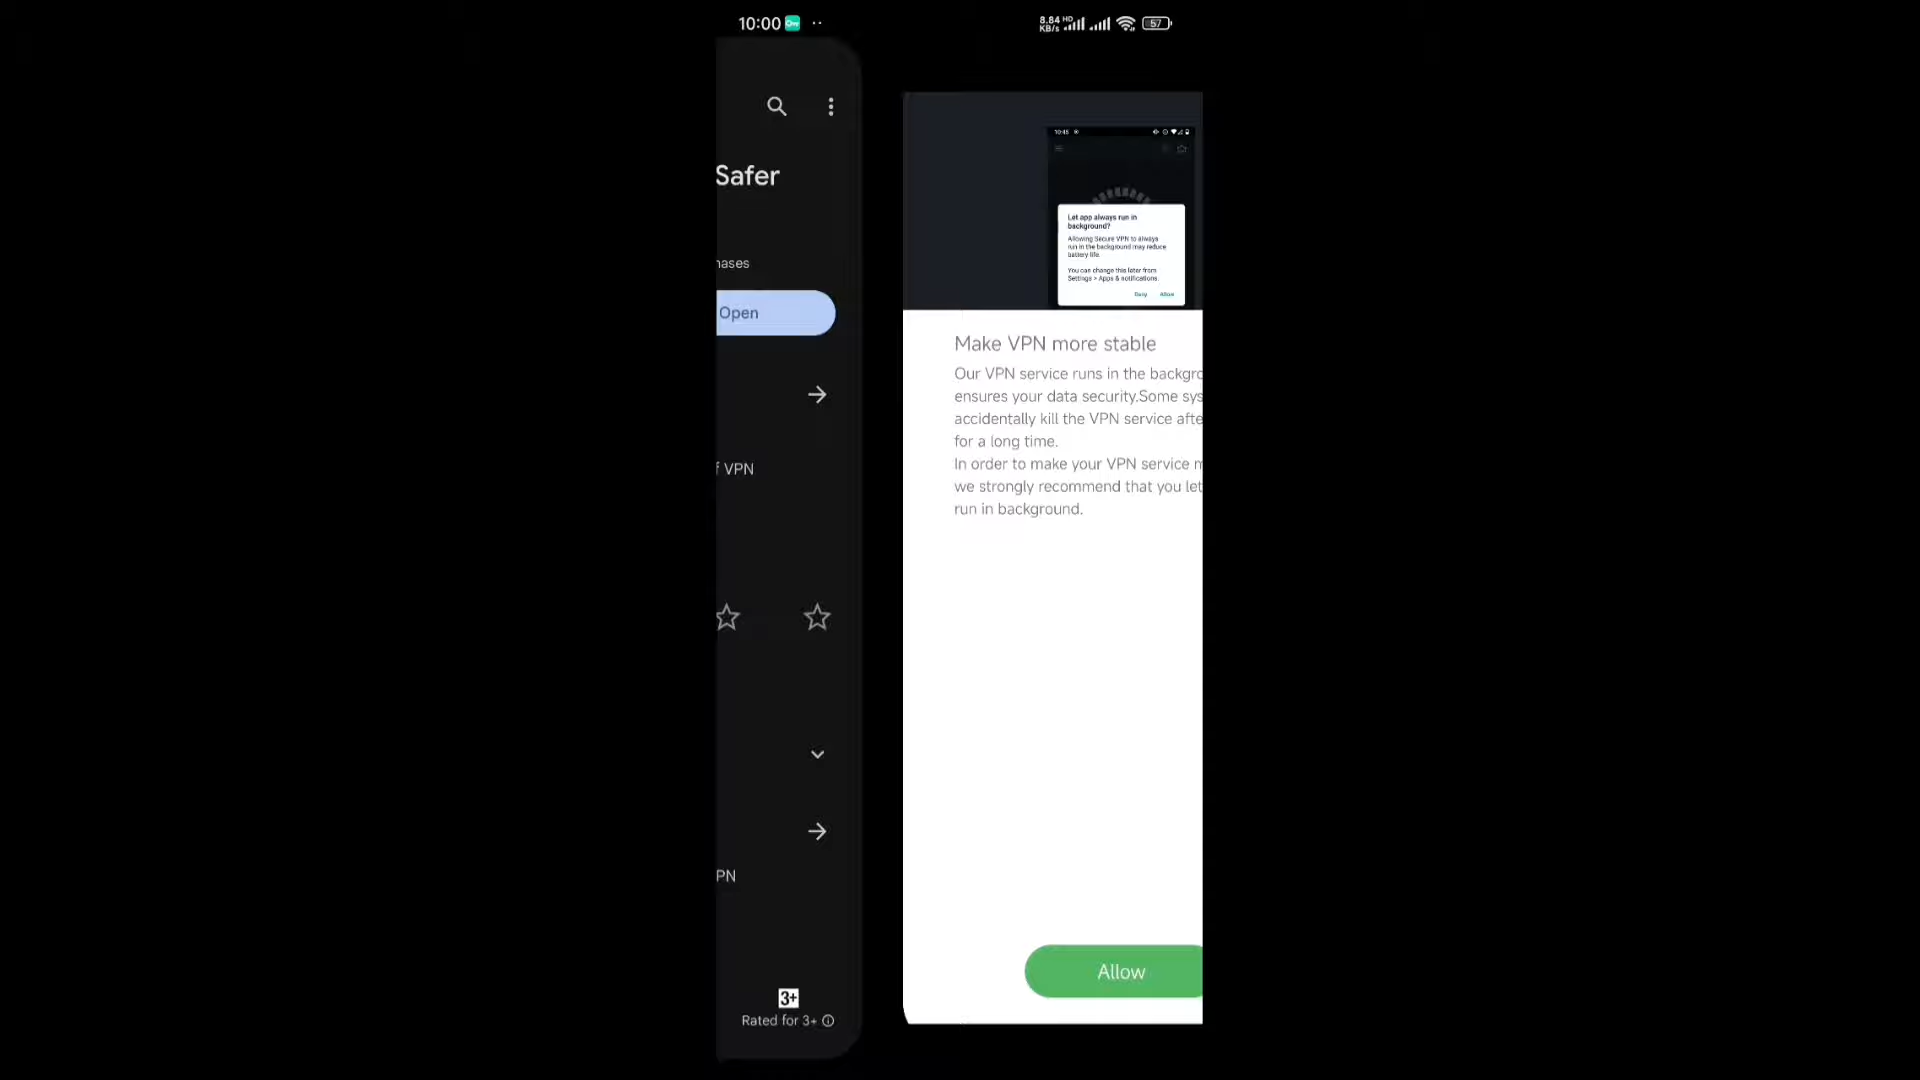 10:00
8.84 KB/s HD 57
Safer
Open
VPN
PN
3+
Rated for 3+
10:45
Let app always run in
background?
Allowing Secure VPN to always
run in the background may reduce
battery life.
You can change this later from
Settings > Apps & notifications.
Deny Allow
Make VPN more stable
Our VPN service runs in the backgro
ensures your data security.Some sys
accidentally kill the VPN service afte
for a long time.
In order to make your VPN service m
we strongly recommend that you let
run in background.
Allow